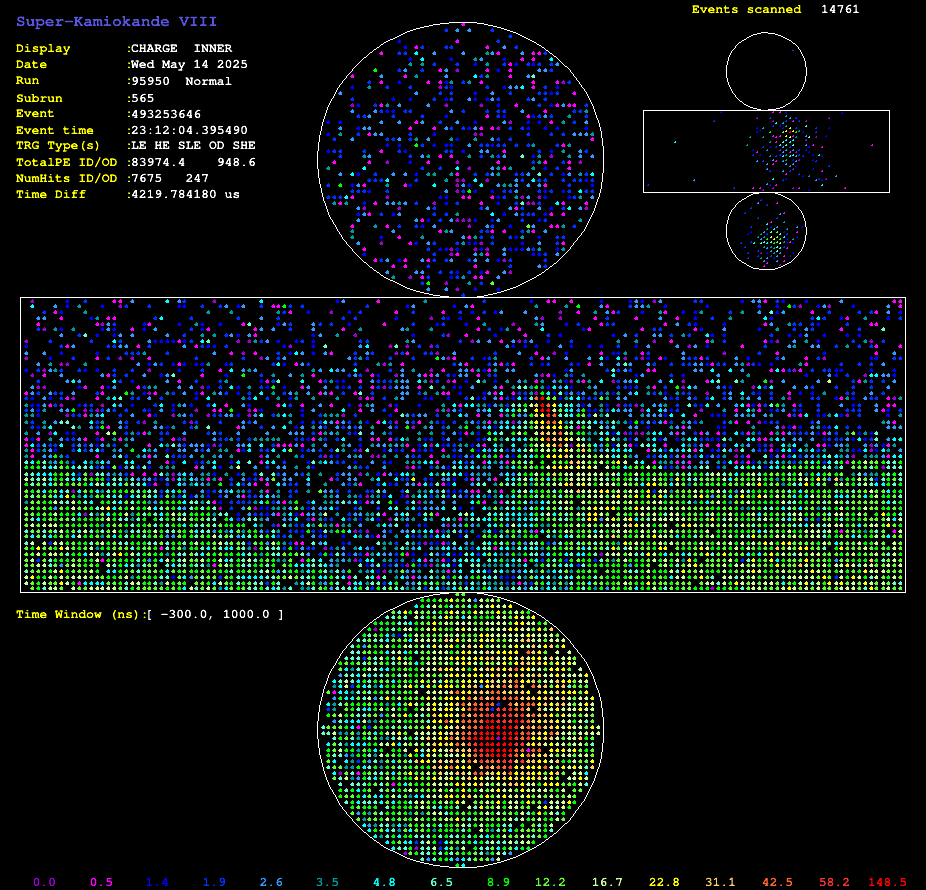 Super-Kamiokande VIII
Events scanned 14761
Display :CHARGE INNER
Date :Wed May 14 2025
Run :95950 Normal
Subrun :565
Event :493253646
Event time :23:12:04.395490
TRG Type(s) :LE HE SLE OD SHE
TotalPE ID/OD :83974.4 948.6
NumHits ID/OD :7675 247
Time Diff :4219.784180 us
Time Window (ns):[ -300.0, 1000.0 ]
0.0 0.5 1.4 1.9 2.6 3.5 4.8 6.5 8.9 12.2 16.7 22.8 31.1 42.5 58.2 148.5